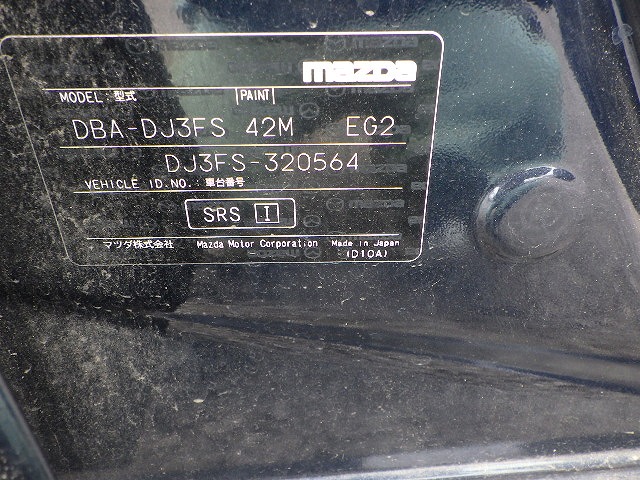 mazda
MODEL:型式 PAINT
DBA-DJ3FS 42M EG2
DJ3FS-320564
VEHICLE ID.NO.:車台番号
SRS I
マツダ株式会社 Mazda Motor Corporation Made in Japan
(D10A)